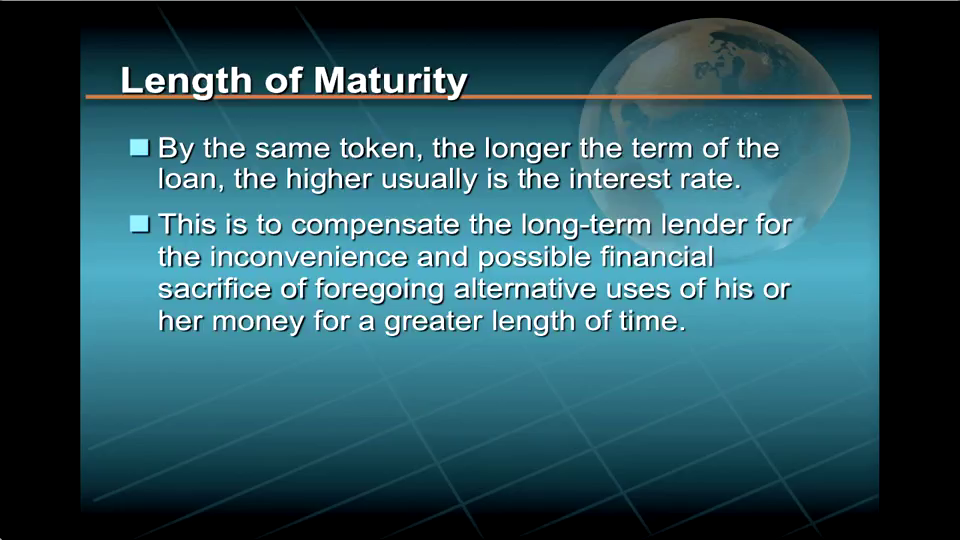 Length of Maturity
By the same token, the longer the term of the
loan, the higher usually is the interest rate.
This is to compensate the long-term lender for
the inconvenience and possible financial
sacrifice of foregoing alternative uses of his or
her money for a greater length of time.